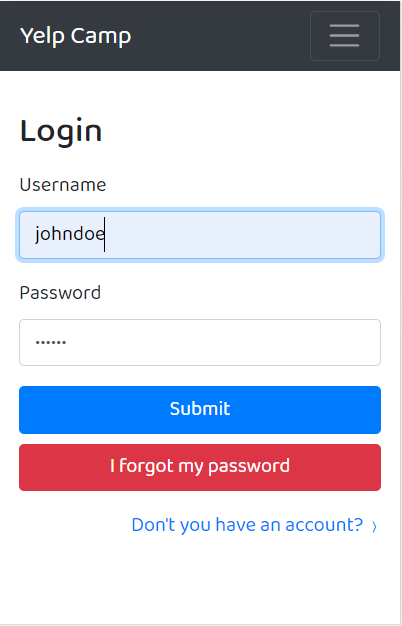 Yelp Camp
Login
Username
johndoe
Password
••••••
Submit
I forgot my password
Don't you have an account? 〉